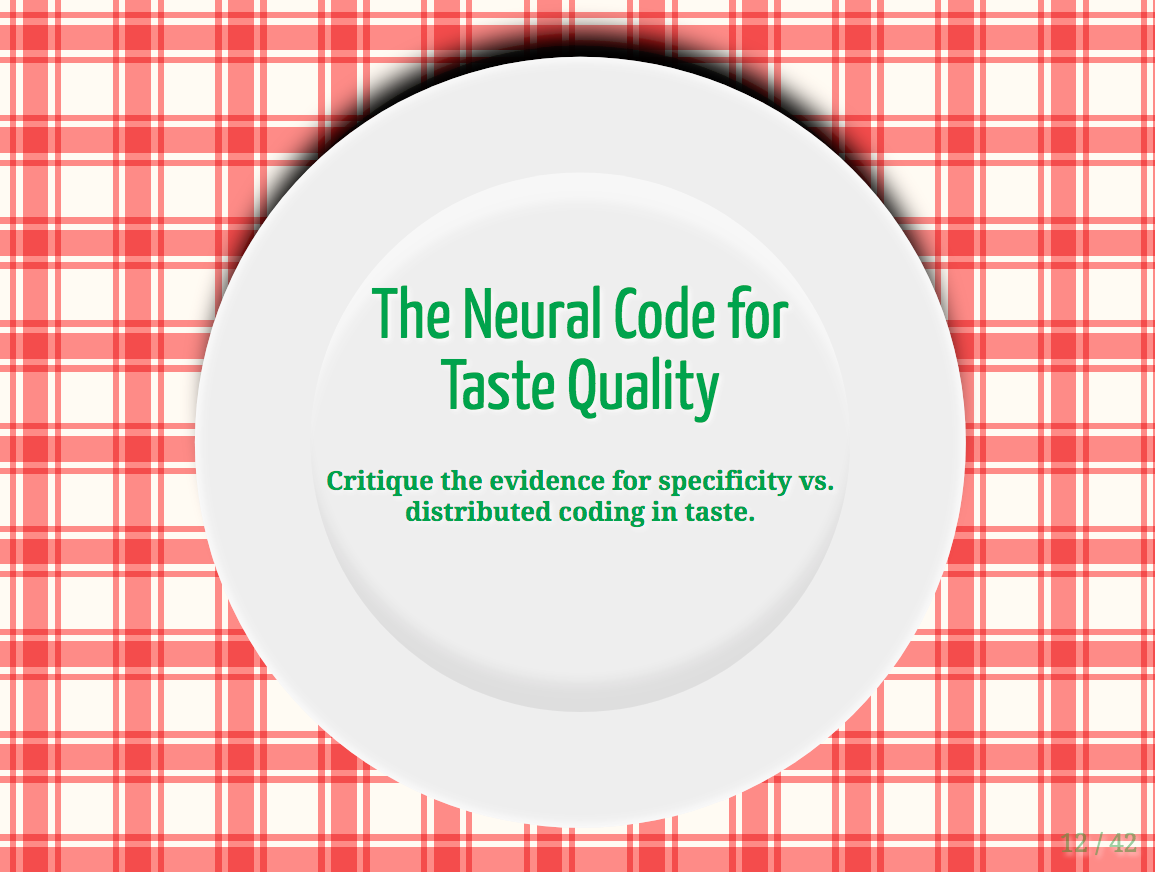 The Neural Code for
Taste Quality
Critique the evidence for specificity vs.
distributed coding in taste.
12 / 42